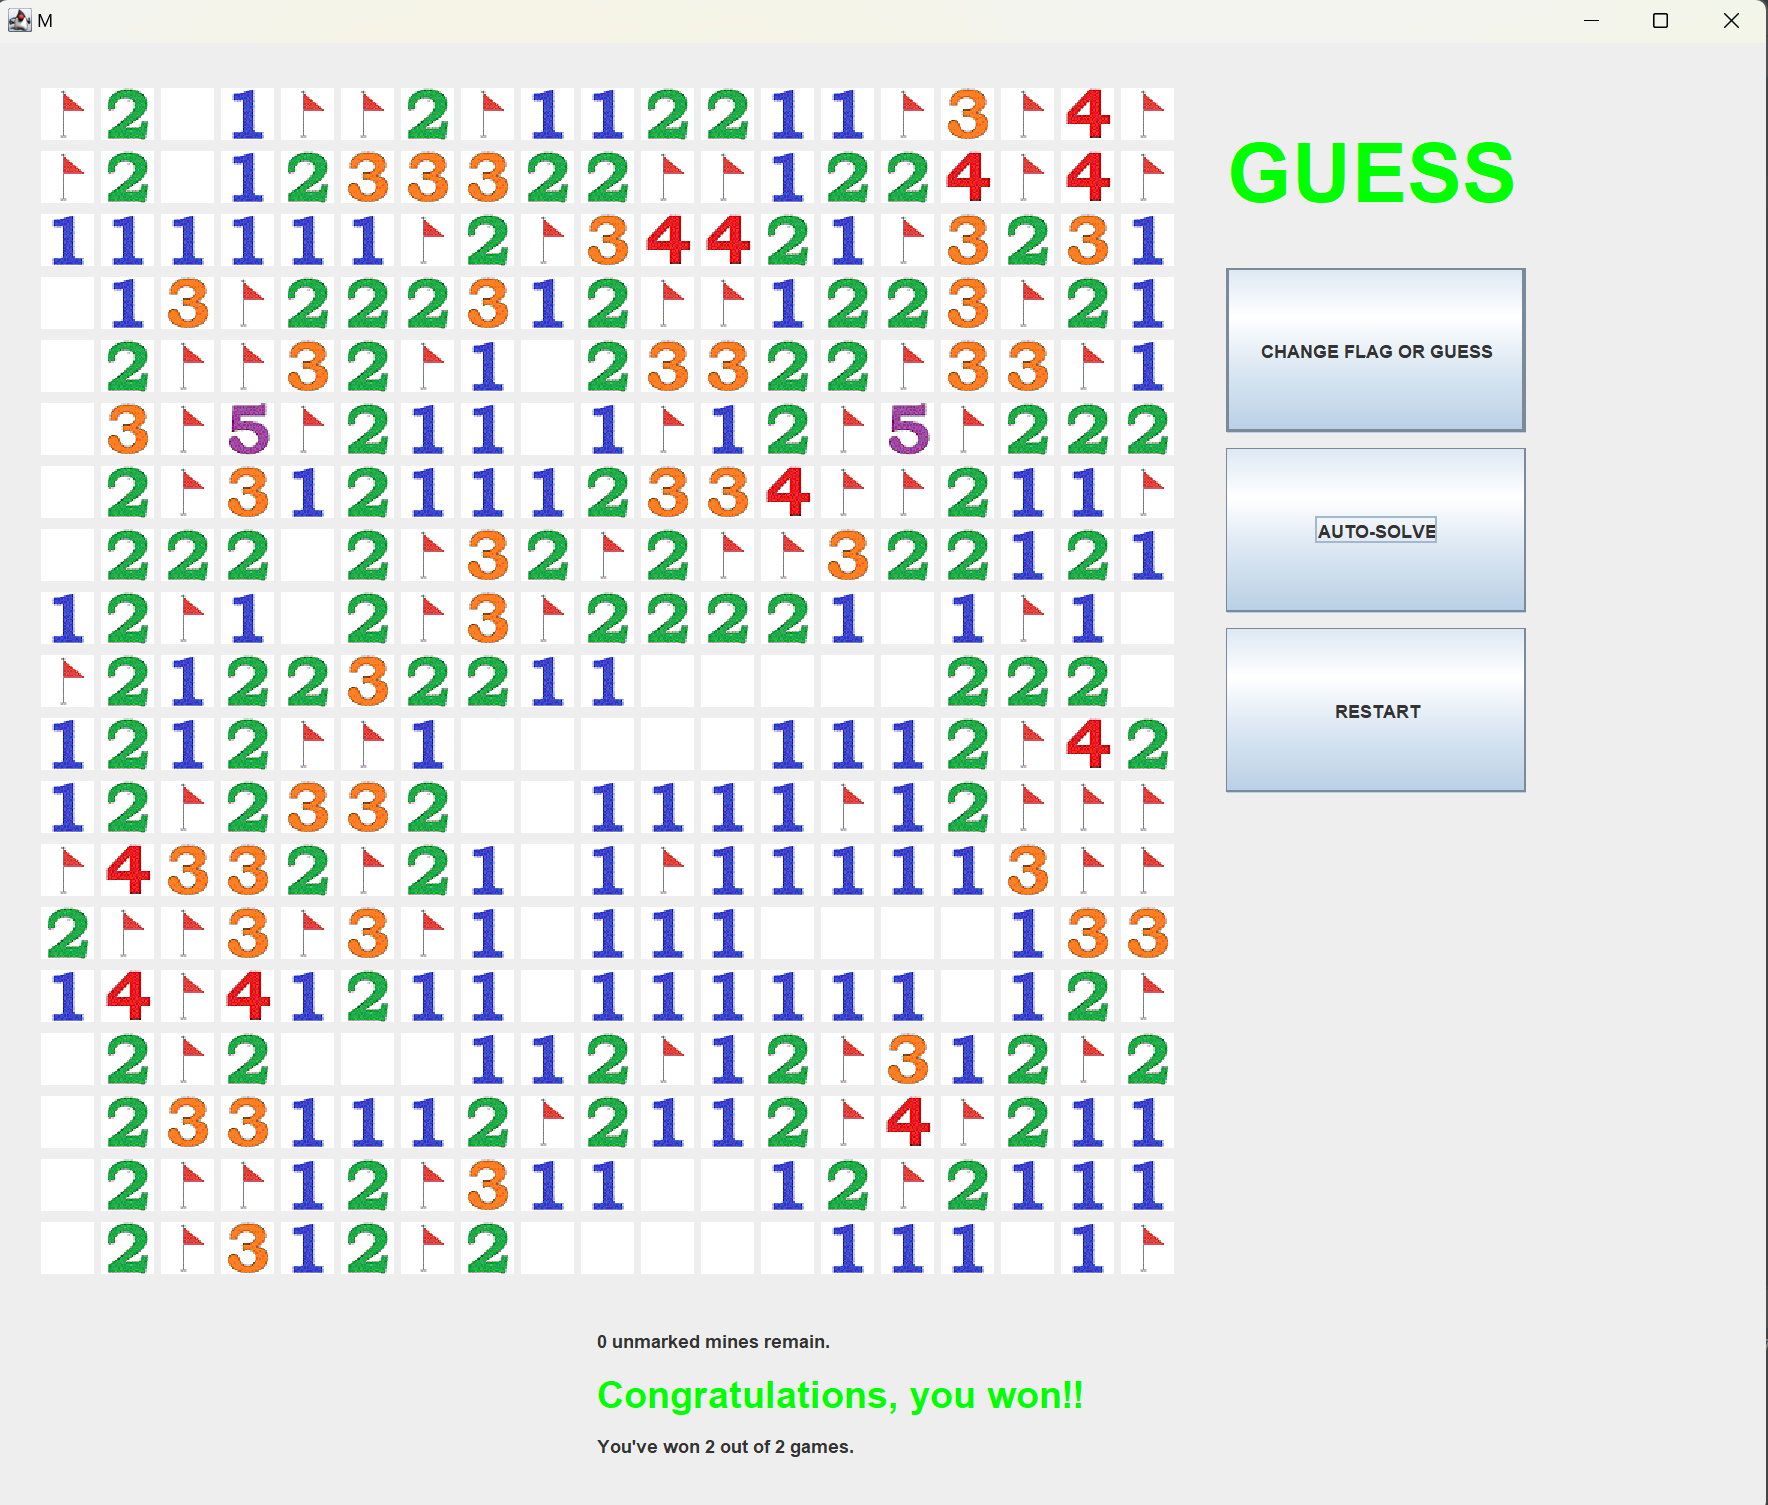 M
2 1 2 1 1 2 2 1 1 3 4
2 1 2 3 3 3 2 2 1 2 2 4 4
1 1 1 1 1 1 2 3 4 4 2 1 3 2 3 1
GUESS
1 3 2 2 2 3 1 2 1 2 2 3 2 1
CHANGE FLAG OR GUESS
2 3 2 1 2 3 3 2 2 3 3 1
3 5 2 1 1 1 1 2 5 2 2 2
2 3 1 2 1 1 1 2 3 3 4 2 1 1
AUTO-SOLVE
2 2 2 2 3 2 2 3 2 2 1 2 1
1 2 1 2 3 2 2 2 2 1 1 1
2 1 2 2 3 2 2 1 1 2 2 2
RESTART
1 2 1 2 1 1 1 1 2 4 2
1 2 2 3 3 2 1 1 1 1 1 2
4 3 3 2 2 1 1 1 1 1 1 1 3
2 3 3 1 1 1 1 1 3 3
1 4 4 1 2 1 1 1 1 1 1 1 1 1 2
2 2 1 1 2 1 2 3 1 2 2
2 3 3 1 1 1 2 2 1 1 2 4 2 1 1
2 1 2 3 1 1 1 2 2 1 1 1
2 3 1 2 2 1 1 1 1
0 unmarked mines remain.
Congratulations, you won!!
You've won 2 out of 2 games.